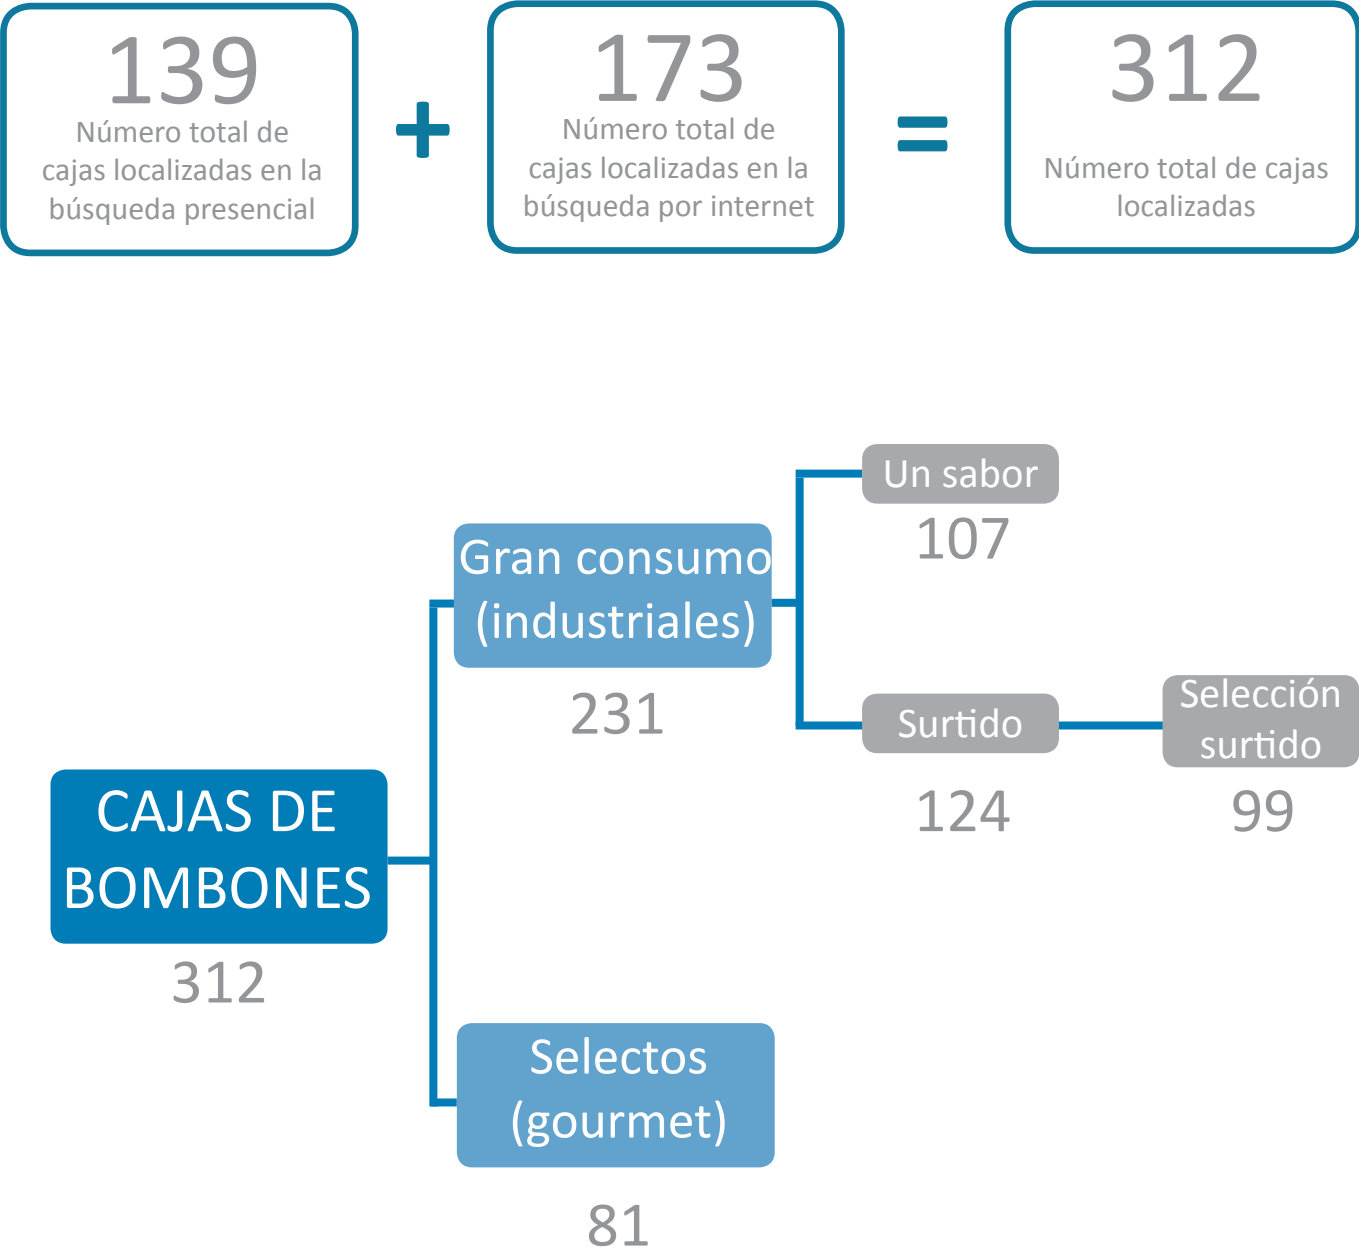 139
Número total de
cajas localizadas en la
búsqueda presencial
+
173
Número total de
cajas localizadas en la
búsqueda por internet
=
312
Número total de cajas
localizadas
Un sabor
107
Gran consumo
(industriales)
231
Surtido
124
Selección
surtido
99
CAJAS DE
BOMBONES
312
Selectos
(gourmet)
81